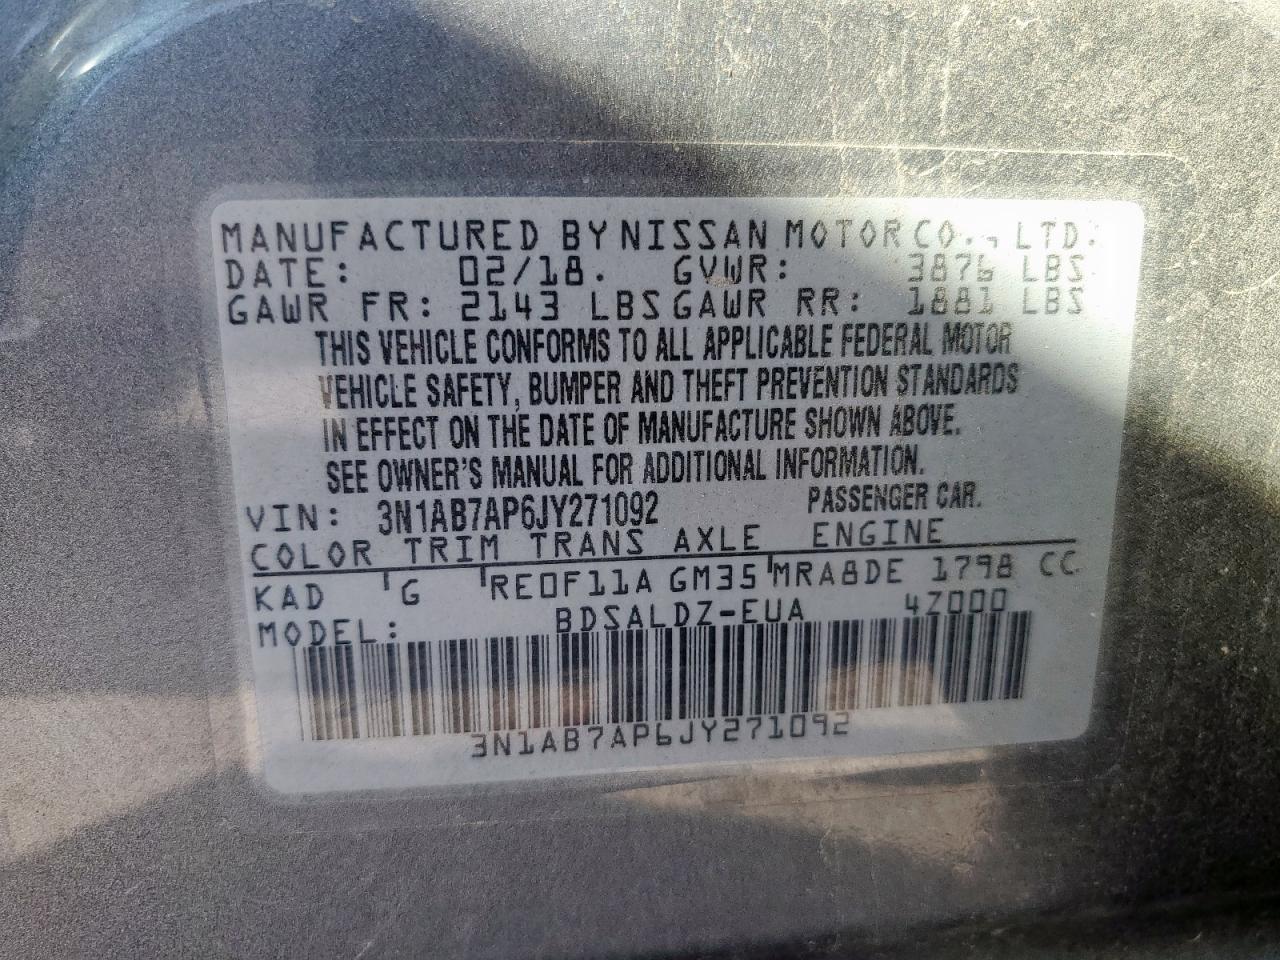 MANUFACTURED BY NISSAN MOTOR CO., LTD.
DATE: 02/18. GVWR: 3876 LBS
GAWR FR: 2143 LBS GAWR RR: 1881 LBS
THIS VEHICLE CONFORMS TO ALL APPLICABLE FEDERAL MOTOR
VEHICLE SAFETY, BUMPER AND THEFT PREVENTION STANDARDS
IN EFFECT ON THE DATE OF MANUFACTURE SHOWN ABOVE.
SEE OWNER'S MANUAL FOR ADDITIONAL INFORMATION.
VIN: 3N1AB7AP6JY271092 PASSENGER CAR.
COLOR TRIM TRANS AXLE ENGINE
KAD G RE0F11A GM35 MRA8DE 1798 CC
MODEL: BDSALDZ-EUA 4Z000
3N1AB7AP6JY271092